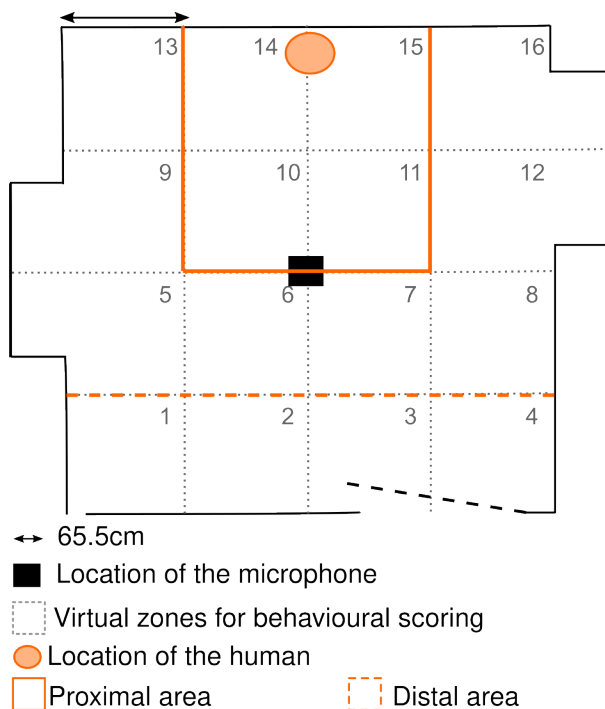 13 14 15 16
9 10 11 12
5 6 7 8
1 2 3 4
65.5cm
Location of the microphone
Virtual zones for behavioural scoring
Location of the human
Proximal area Distal area